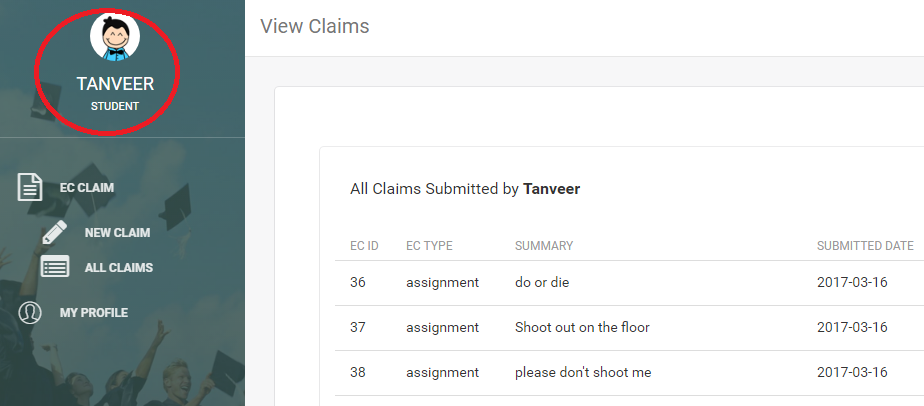 View Claims
TANVEER
STUDENT
EC CLAIM
NEW CLAIM
ALL CLAIMS
MY PROFILE
All Claims Submitted by Tanveer
EC ID EC TYPE SUMMARY SUBMITTED DATE
36 assignment do or die 2017-03-16
37 assignment Shoot out on the floor 2017-03-16
38 assignment please don't shoot me 2017-03-16